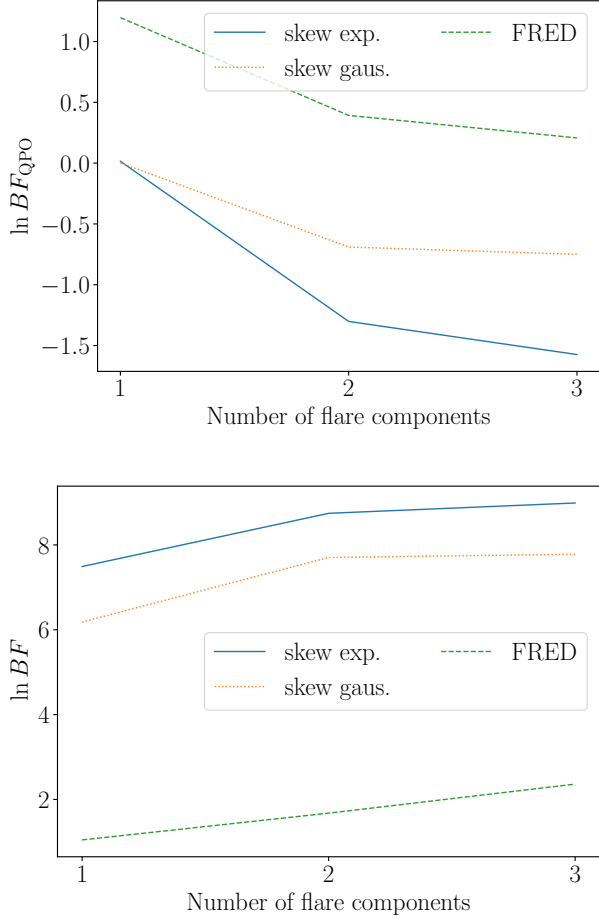 skew exp.
FRED
skew gaus.
1.0
0.5
0.0
−0.5
−1.0
−1.5
ln BF_QPO
1 2 3
Number of flare components
8
6
4
2
ln BF
skew exp.
FRED
skew gaus.
1 2 3
Number of flare components